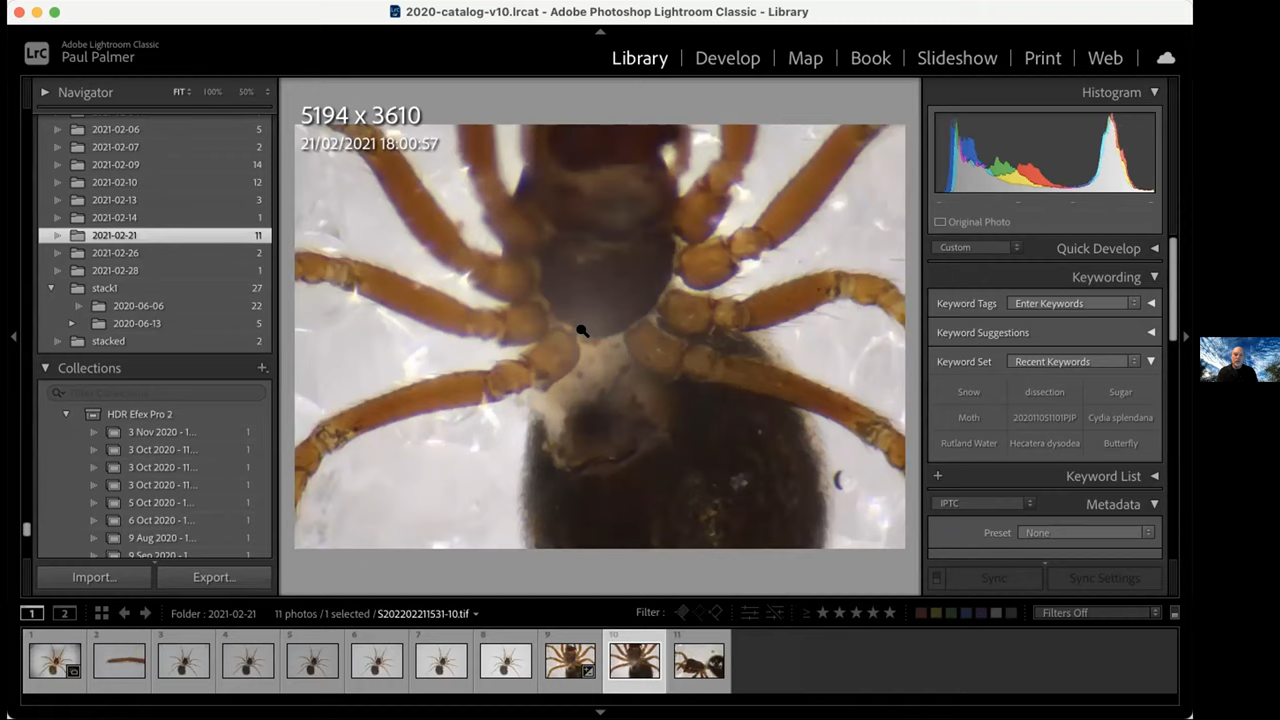 2020-catalog-v10.lrcat - Adobe Photoshop Lightroom Classic - Library
LrC
Adobe Lightroom Classic
Paul Palmer
Library | Develop | Map | Book | Slideshow | Print | Web
Navigator FIT 100% 50%
2021-02-06 5
2021-02-07 2
2021-02-09 14
2021-02-10 12
2021-02-13 3
2021-02-14 1
2021-02-21 11
2021-02-26 2
2021-02-28 1
stack1 27
2020-06-06 22
2020-06-13 5
stacked 2
Collections
HDR Efex Pro 2
3 Nov 2020 - 1... 1
3 Oct 2020 - 11... 1
3 Oct 2020 - 11... 1
3 Oct 2020 - 11... 1
5 Oct 2020 - 1... 1
6 Oct 2020 - 1... 1
9 Aug 2020 - 1... 1
9 Sep 2020 - 1... 1
Import... Export...
5194 x 3610
21/02/2021 18:00:57
Histogram
Original Photo
Custom Quick Develop
Keywording
Keyword Tags Enter Keywords
Keyword Suggestions
Keyword Set Recent Keywords
Snow dissection Sugar
Moth 202011051101PJP Cydia splendana
Rutland Water Hecatera dysodea Butterfly
Keyword List
IPTC Metadata
Preset None
Sync Sync Settings
1 2 Folder : 2021-02-21 11 photos / 1 selected / S202202211531-10.tif Filter : Filters Off
1 2 3 4 5 6 7 8 9 10 11